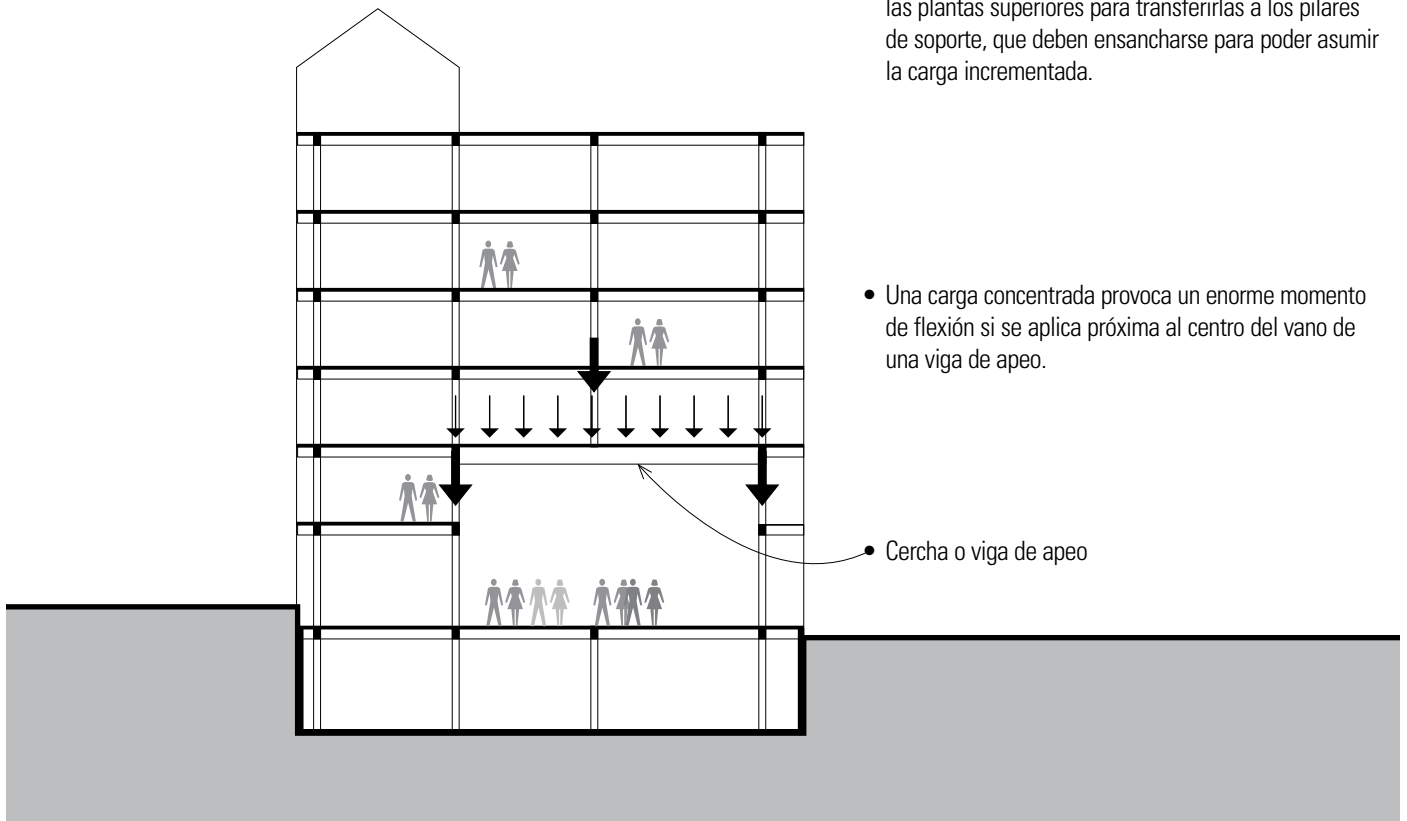 las plantas superiores para transferirlas a los pilares
de soporte, que deben ensancharse para poder asumir
la carga incrementada.
• Una carga concentrada provoca un enorme momento
de flexión si se aplica próxima al centro del vano de
una viga de apeo.
• Cercha o viga de apeo